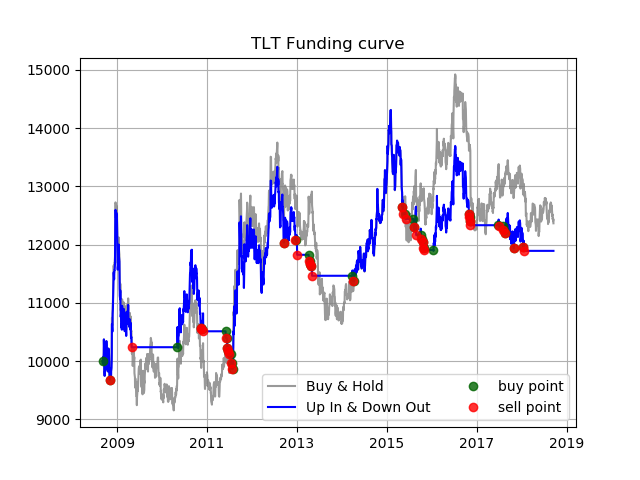 TLT Funding curve
15000
14000
13000
12000
11000
10000
9000
Buy & Hold
Up In & Down Out
buy point
sell point
2009 2011 2013 2015 2017 2019